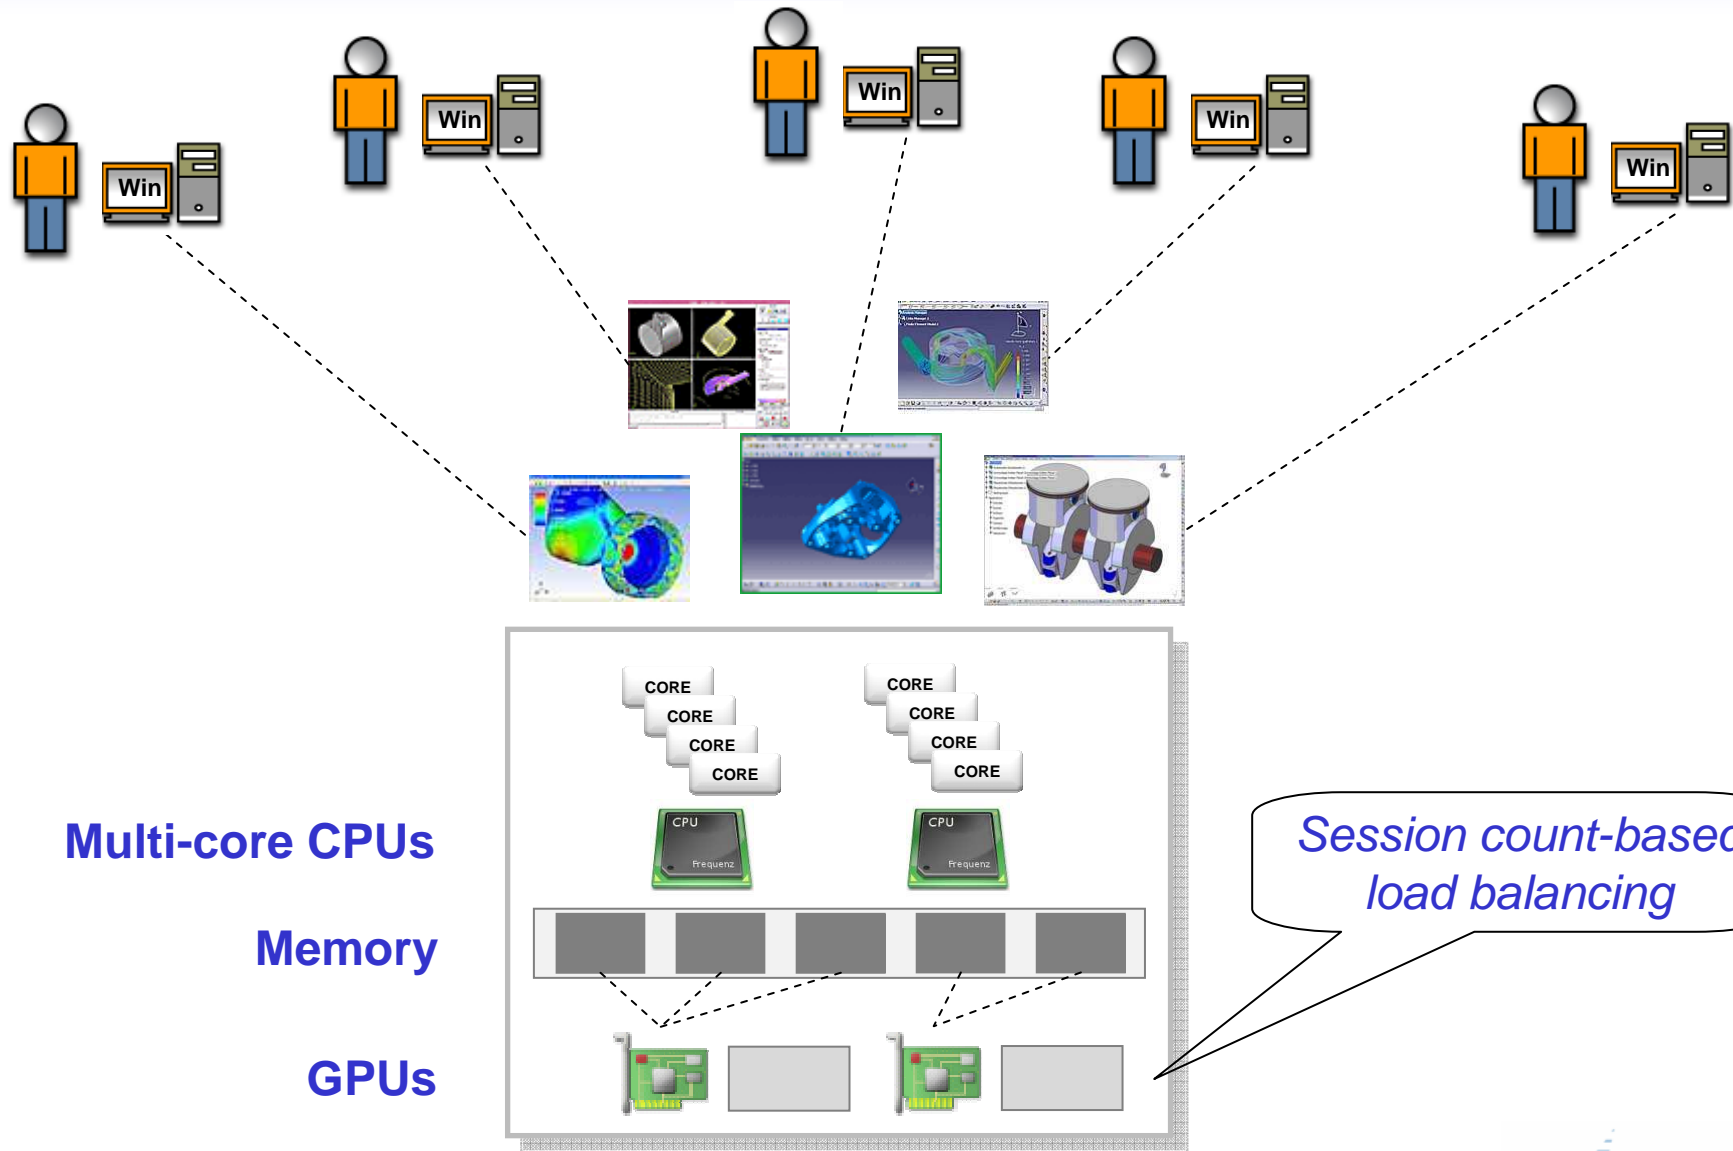 Win
Win
Win
Win
Win
CORE
CORE
CORE
CORE
CORE
CORE
CORE
CORE
CPU
Frequenz
CPU
Frequenz
Multi-core CPUs
Memory
GPUs
Session count-based
load balancing